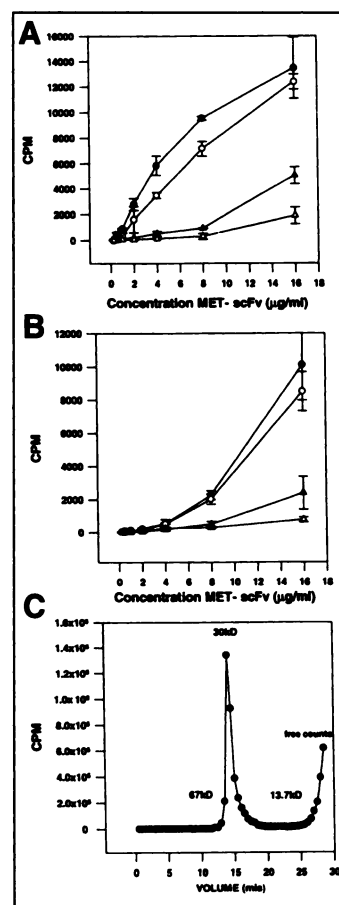 A
16000
14000
12000
10000
8000
6000
4000
2000
0
CPM
0 2 4 6 8 10 12 14 16 18
Concentration MET- scFv (µg/ml)
B
12000
10000
8000
6000
4000
2000
0
CPM
0 2 4 6 8 10 12 14 16 18
Concentration MET- scFv (µg/ml)
C
30kD
1.6x10⁵
1.4x10⁵
1.2x10⁵
1.0x10⁵
8.0x10⁴
6.0x10⁴
4.0x10⁴
2.0x10⁴
0
CPM
free counts
67kD
13.7kD
0 5 10 15 20 25 30
VOLUME (mls)